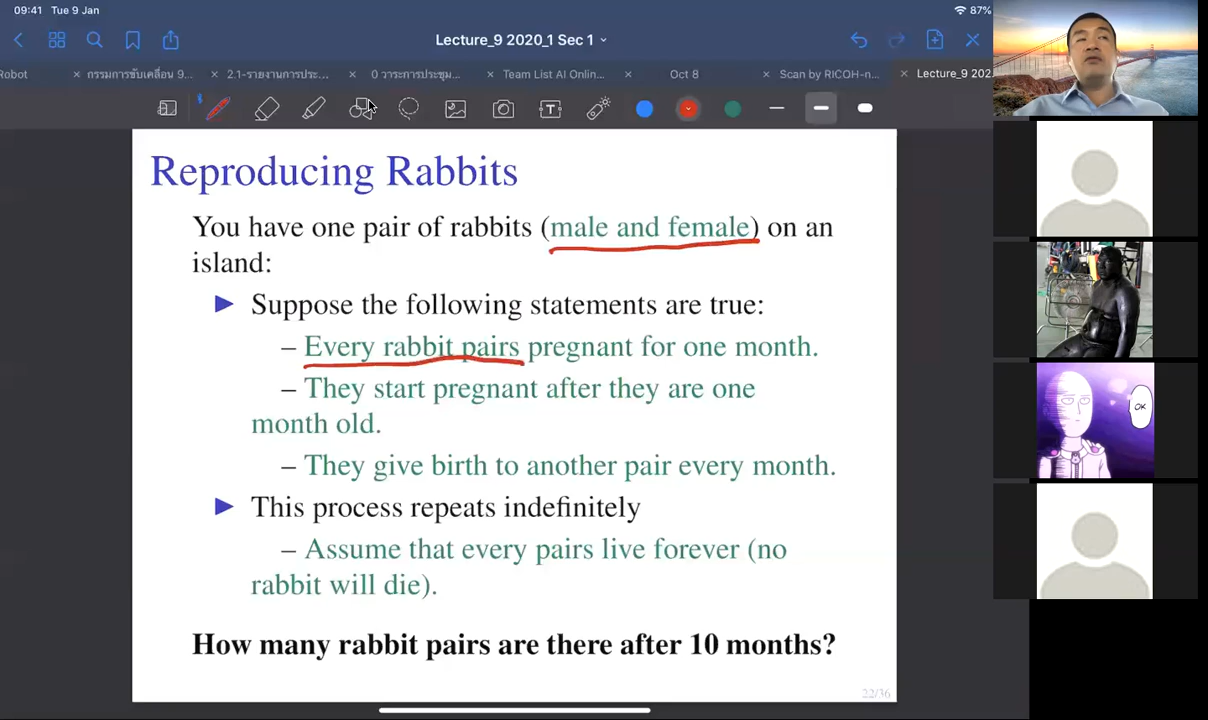 09:41 Tue 9 Jan
87%
Lecture_9 2020_1 Sec 1
Robot
กรรมการขับเคลื่อน 9...
2.1-รายงานการประ...
0 วาระการประชุม...
Team List AI Onlin...
Oct 8
Scan by RICOH-n...
Lecture_9 202
Reproducing Rabbits
You have one pair of rabbits (male and female) on an
island:
Suppose the following statements are true:
– Every rabbit pairs pregnant for one month.
– They start pregnant after they are one
month old.
– They give birth to another pair every month.
This process repeats indefinitely
– Assume that every pairs live forever (no
rabbit will die).
How many rabbit pairs are there after 10 months?
22/36
OK